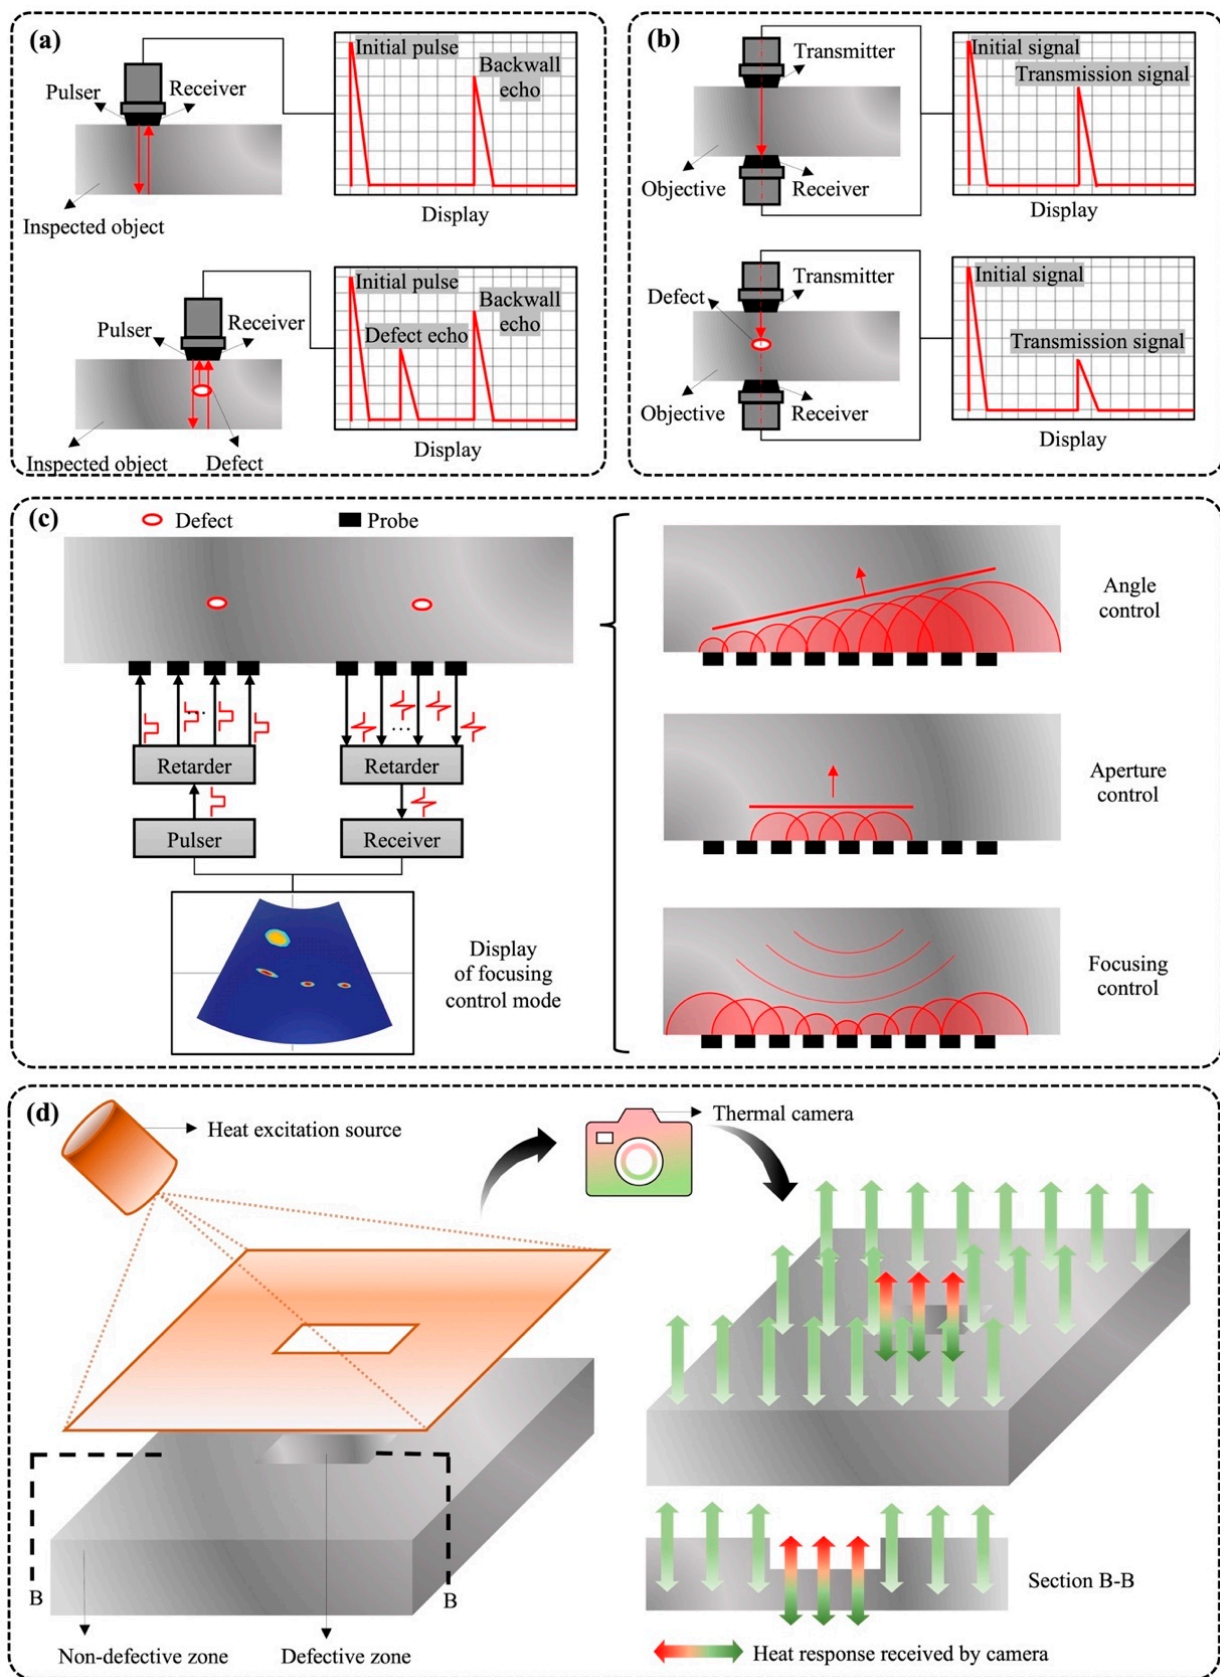 (a)
Initial pulse
Backwall
echo
Pulser
Receiver
Inspected object
Display
Initial pulse
Backwall
echo
Defect echo
Pulser
Receiver
Inspected object
Defect
Display
(b)
Transmitter
Initial signal
Transmission signal
Objective
Receiver
Display
Transmitter
Defect
Initial signal
Transmission signal
Objective
Receiver
Display
(c)
Defect
Probe
...
...
Retarder
Retarder
Pulser
Receiver
Display
of focusing
control mode
Angle
control
Aperture
control
Focusing
control
(d)
Heat excitation source
Thermal camera
B
B
Non-defective zone
Defective zone
Section B-B
Heat response received by camera